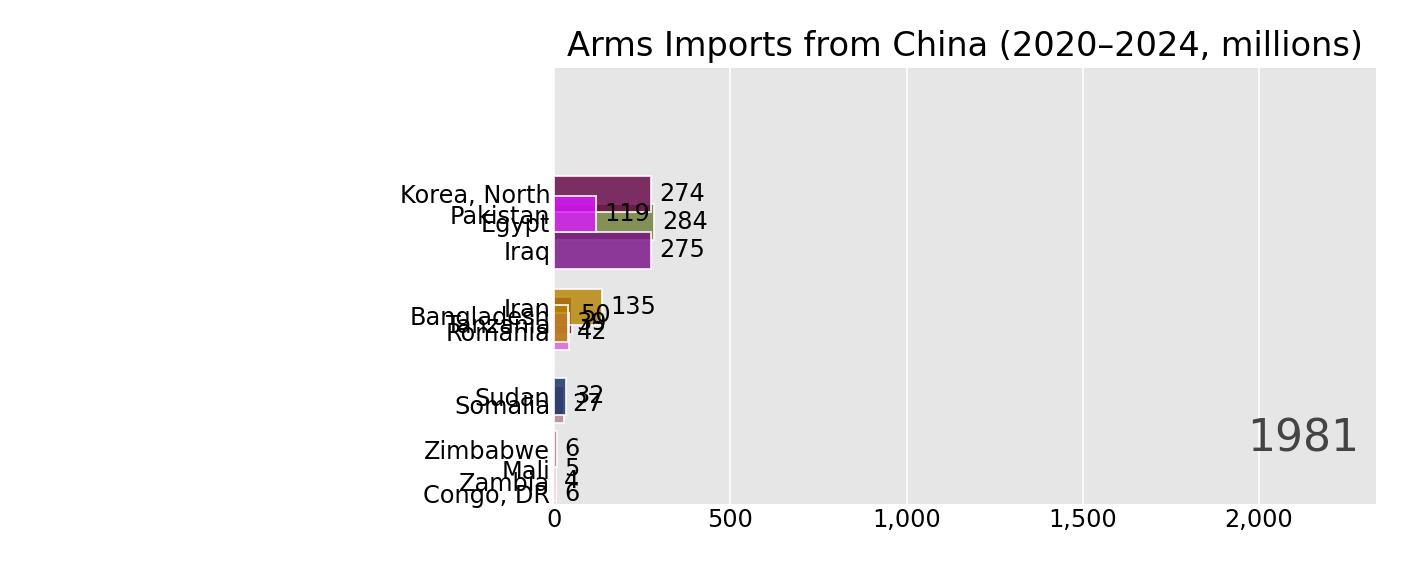 Arms Imports from China (2020–2024, millions)
Korea, North 274
Pakistan 119
Egypt 284
Iraq 275
Iran 135
Bangladesh 50
Tanzania 39
Romania 42
Sudan 32
Somalia 27
Zimbabwe 6
Mali 5
Zambia 4
Congo, DR 6
1981
0 500 1,000 1,500 2,000